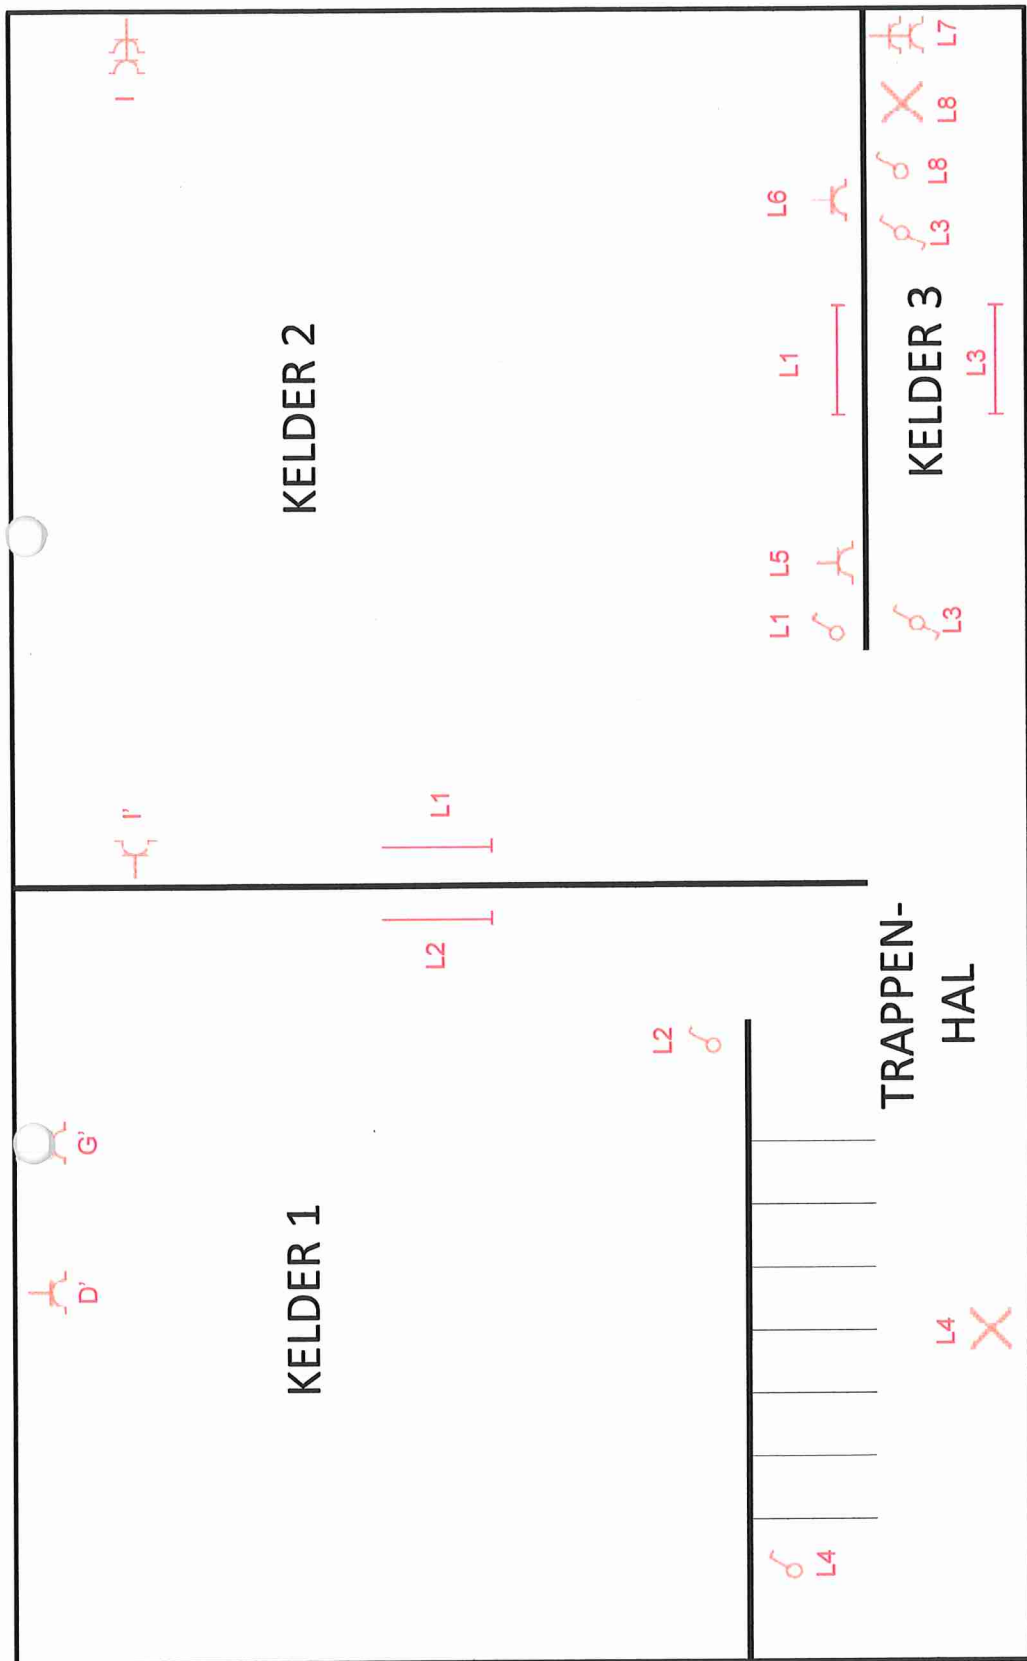 D'
G'
I'
I
KELDER 1
KELDER 2
L2
L1
L2
L1
L5
L1
L6
L4
TRAPPEN-
HAL
L4
KELDER 3
L3
L3
L8
L8
L7
L3